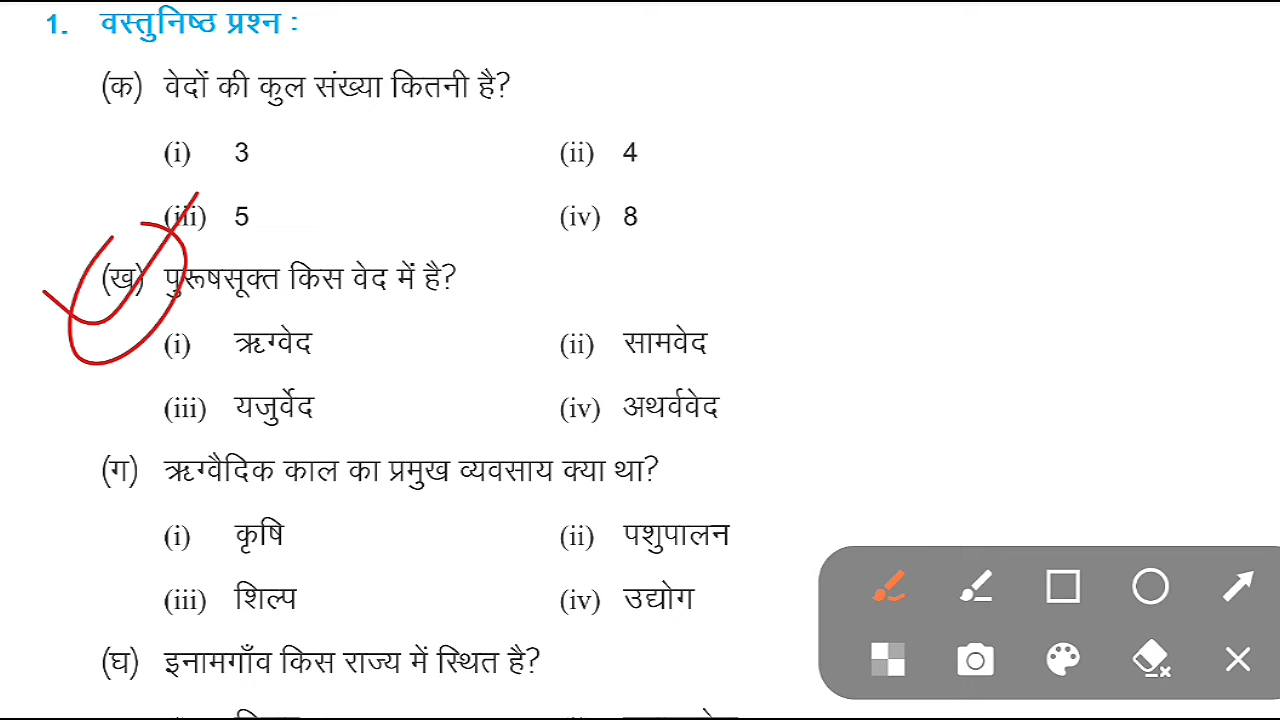 1. वस्तुनिष्ठ प्रश्न :
(क) वेदों की कुल संख्या कितनी है?
(i) 3 (ii) 4
(iii) 5 (iv) 8
(ख) पुरूषसूक्त किस वेद में है?
(i) ऋग्वेद (ii) सामवेद
(iii) यजुर्वेद (iv) अथर्ववेद
(ग) ऋग्वैदिक काल का प्रमुख व्यवसाय क्या था?
(i) कृषि (ii) पशुपालन
(iii) शिल्प (iv) उद्योग
(घ) इनामगाँव किस राज्य में स्थित है?